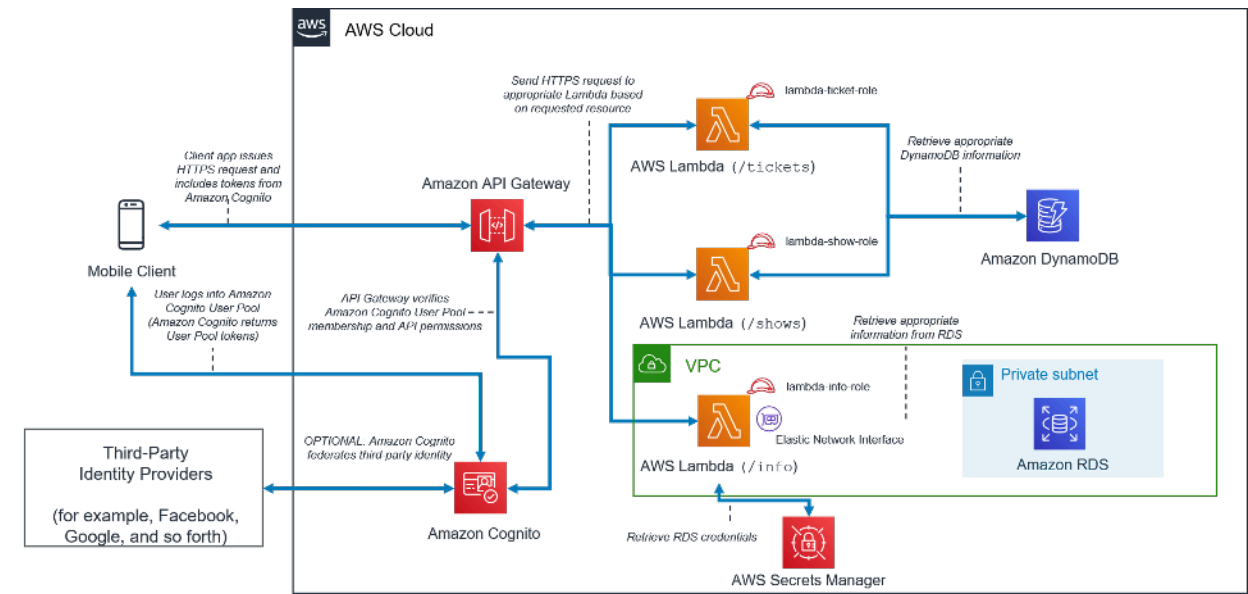 aws
AWS Cloud
Send HTTPS request to
appropriate Lambda based
on requested resource
lambda-ticket-role
AWS Lambda (/tickets)
Retrieve appropriate
DynamoDB information
Client app issues
HTTPS request and
includes tokens from
Amazon Cognito
Amazon API Gateway
Mobile Client
lambda-show-role
Amazon DynamoDB
User logs into Amazon
Cognito User Pool
(Amazon Cognito returns
User Pool tokens)
API Gateway verifies
Amazon Cognito User Pool
membership and API permissions
AWS Lambda (/shows)
Retrieve appropriate
information from RDS
VPC
Private subnet
lambda-info-role
Elastic Network Interface
AWS Lambda (/info)
Amazon RDS
OPTIONAL. Amazon Cognito
federates third-party identity
Third-Party
Identity Providers
(for example, Facebook,
Google, and so forth)
Amazon Cognito
Retrieve RDS credentials
AWS Secrets Manager